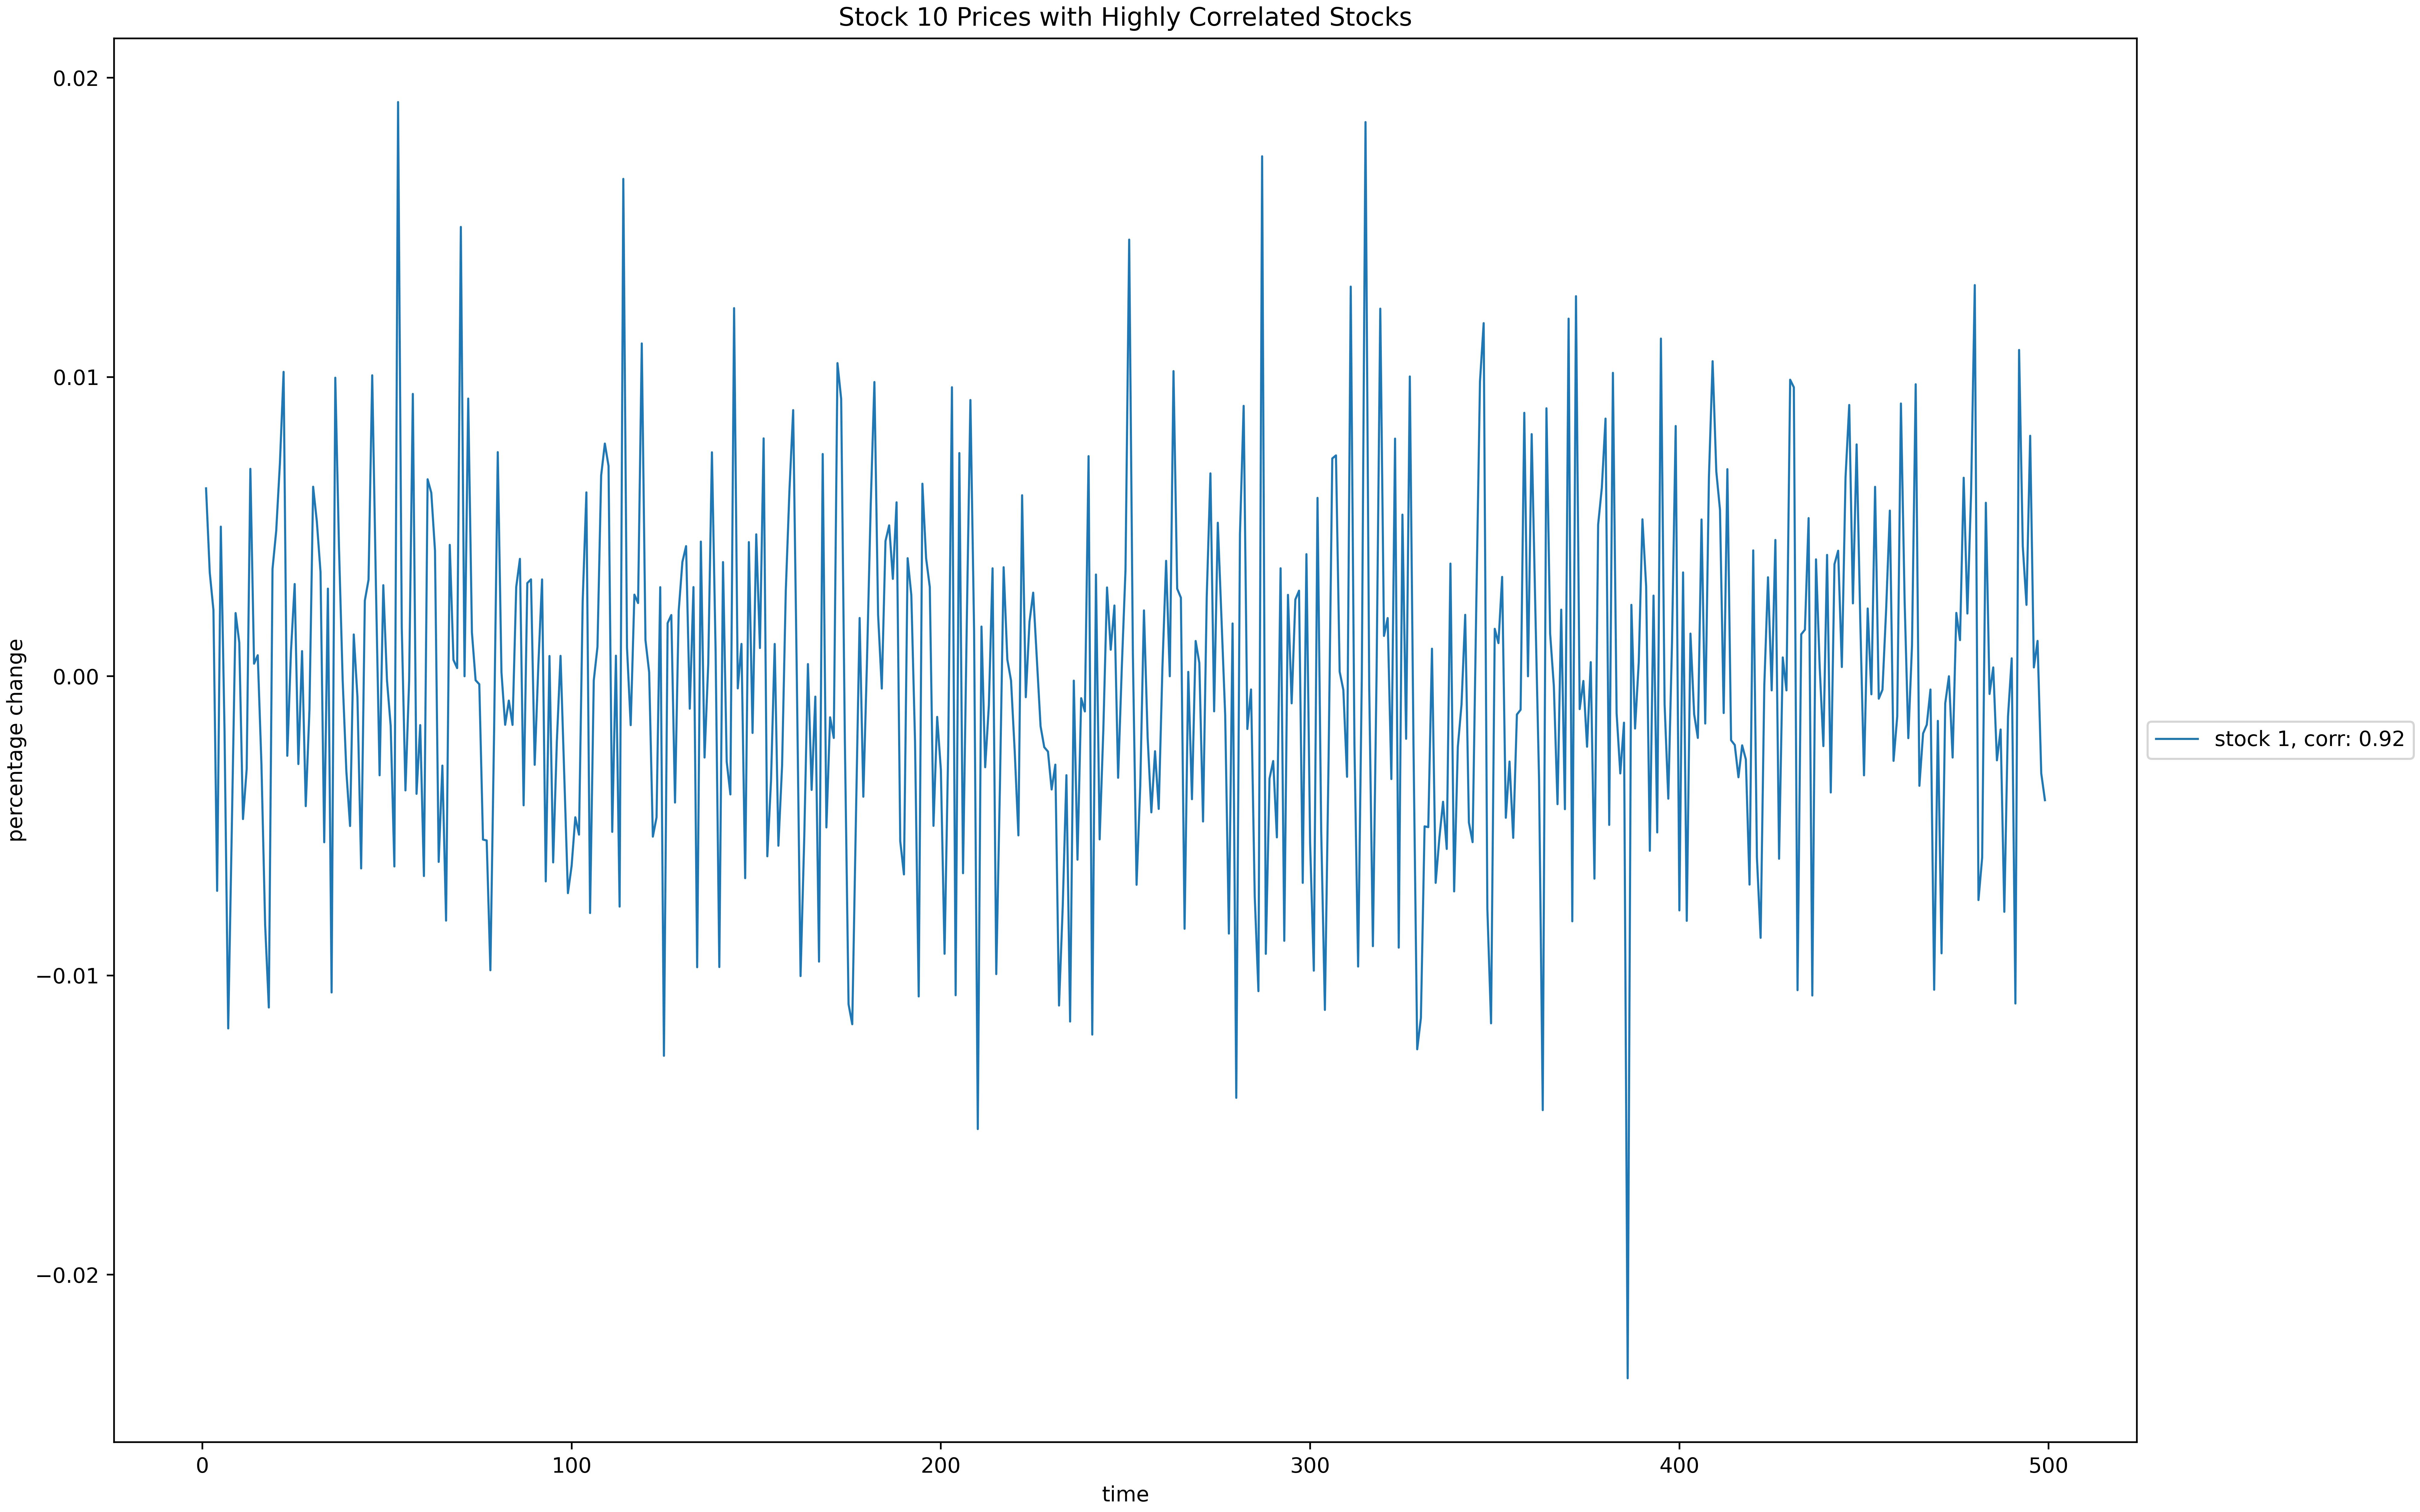 Stock 10 Prices with Highly Correlated Stocks
0.02
0.01
0.00
−0.01
−0.02
percentage change
0
100
200
300
400
500
time
stock 1, corr: 0.92